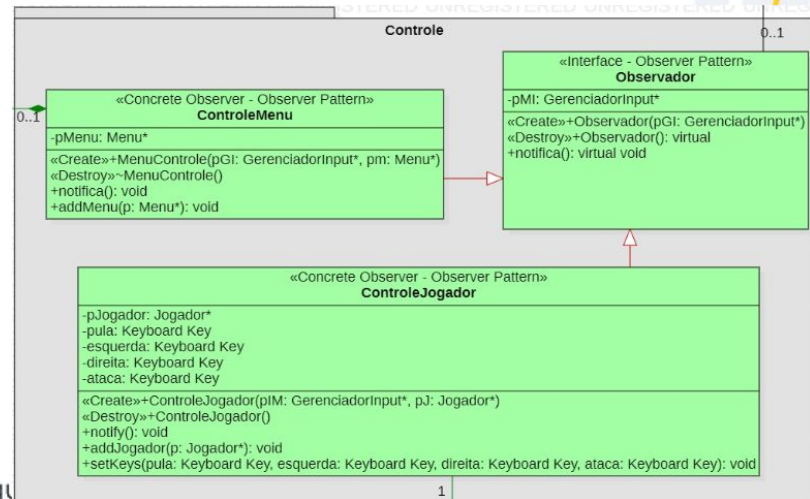 STERED UNREGISTERED UNREGISTERED
Controle
0..1
«Interface - Observer Pattern»
Observador
-pMI: GerenciadorInput*
«Create»+Observador(pGI: GerenciadorInput*)
«Destroy»+Observador(): virtual
+notifica(): virtual void
0..1
«Concrete Observer - Observer Pattern»
ControleMenu
-pMenu: Menu*
«Create»+MenuControle(pGI: GerenciadorInput*, pm: Menu*)
«Destroy»~MenuControle()
+notifica(): void
+addMenu(p: Menu*): void
«Concrete Observer - Observer Pattern»
ControleJogador
-pJogador: Jogador*
-pula: Keyboard Key
-esquerda: Keyboard Key
-direita: Keyboard Key
-ataca: Keyboard Key
«Create»+ControleJogador(pIM: GerenciadorInput*, pJ: Jogador*)
«Destroy»+ControleJogador()
+notify(): void
+addJogador(p: Jogador*): void
+setKeys(pula: Keyboard Key, esquerda: Keyboard Key, direita: Keyboard Key, ataca: Keyboard Key): void
1